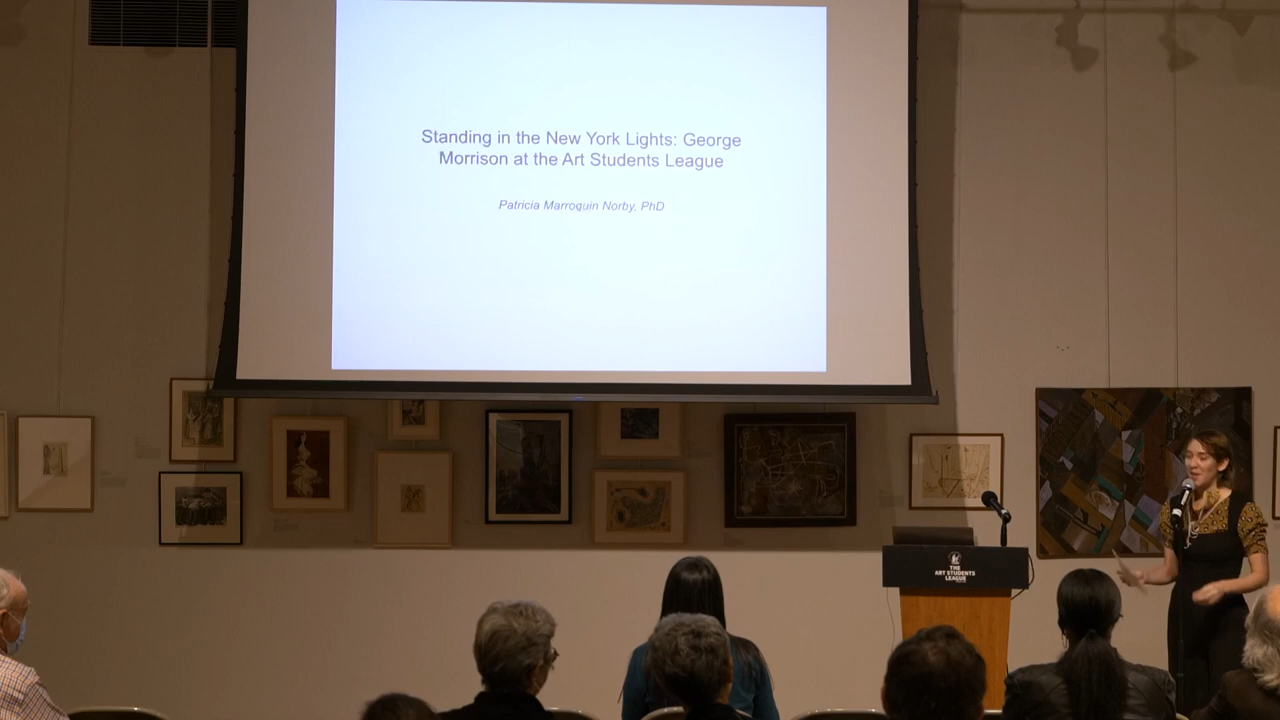 Standing in the New York Lights: George
Morrison at the Art Students League
Patricia Marroquin Norby, PhD
THE
ART STUDENTS
LEAGUE